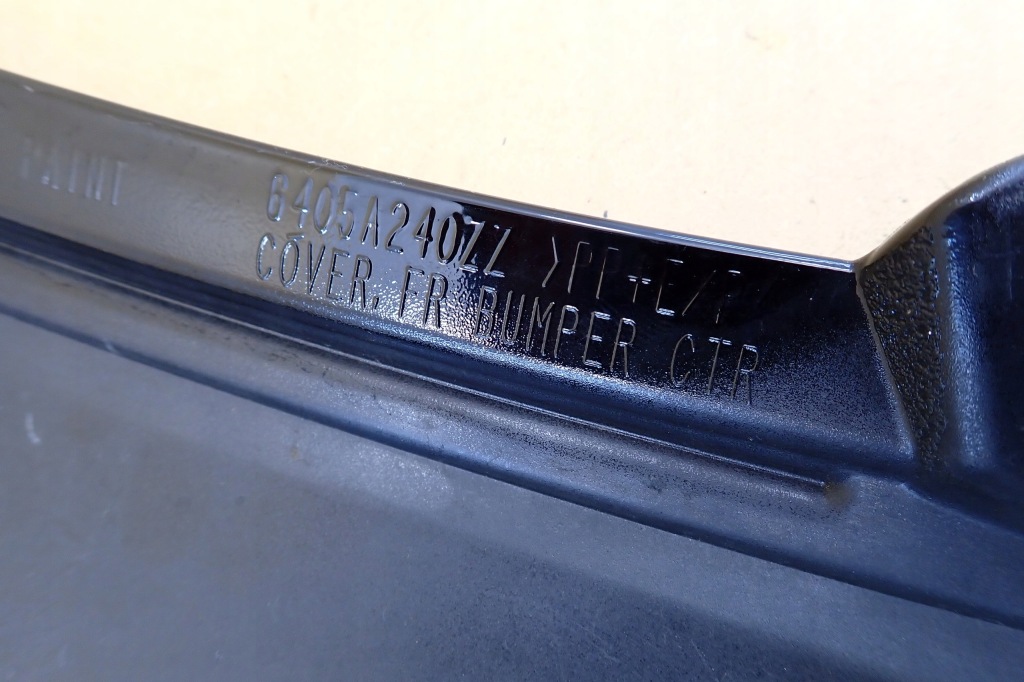 PAINT
6405A240ZZ >PP+E/P
COVER, FR BUMPER CTR